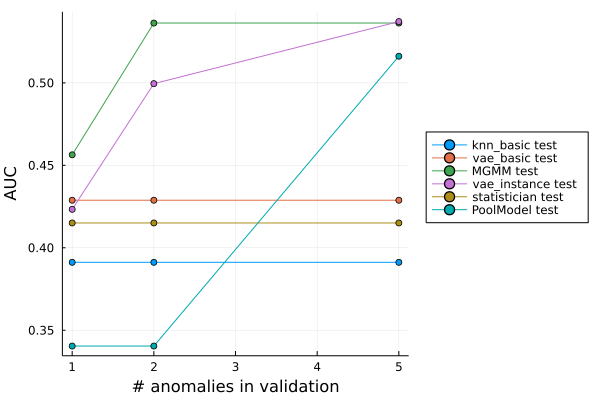 AUC
0.50
0.45
0.40
0.35
1
2
3
4
5
# anomalies in validation
knn_basic test
vae_basic test
MGMM test
vae_instance test
statistician test
PoolModel test